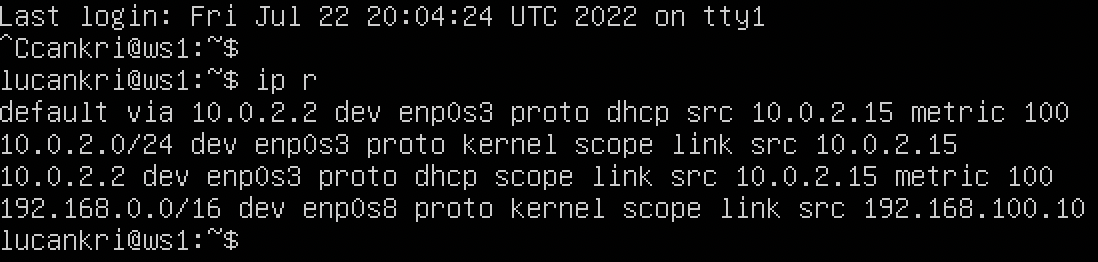 Last login: Fri Jul 22 20:04:24 UTC 2022 on tty1
^Ccankri@ws1:~$
lucankri@ws1:~$ ip r
default via 10.0.2.2 dev enp0s3 proto dhcp src 10.0.2.15 metric 100
10.0.2.0/24 dev enp0s3 proto kernel scope link src 10.0.2.15
10.0.2.2 dev enp0s3 proto dhcp scope link src 10.0.2.15 metric 100
192.168.0.0/16 dev enp0s8 proto kernel scope link src 192.168.100.10
lucankri@ws1:~$